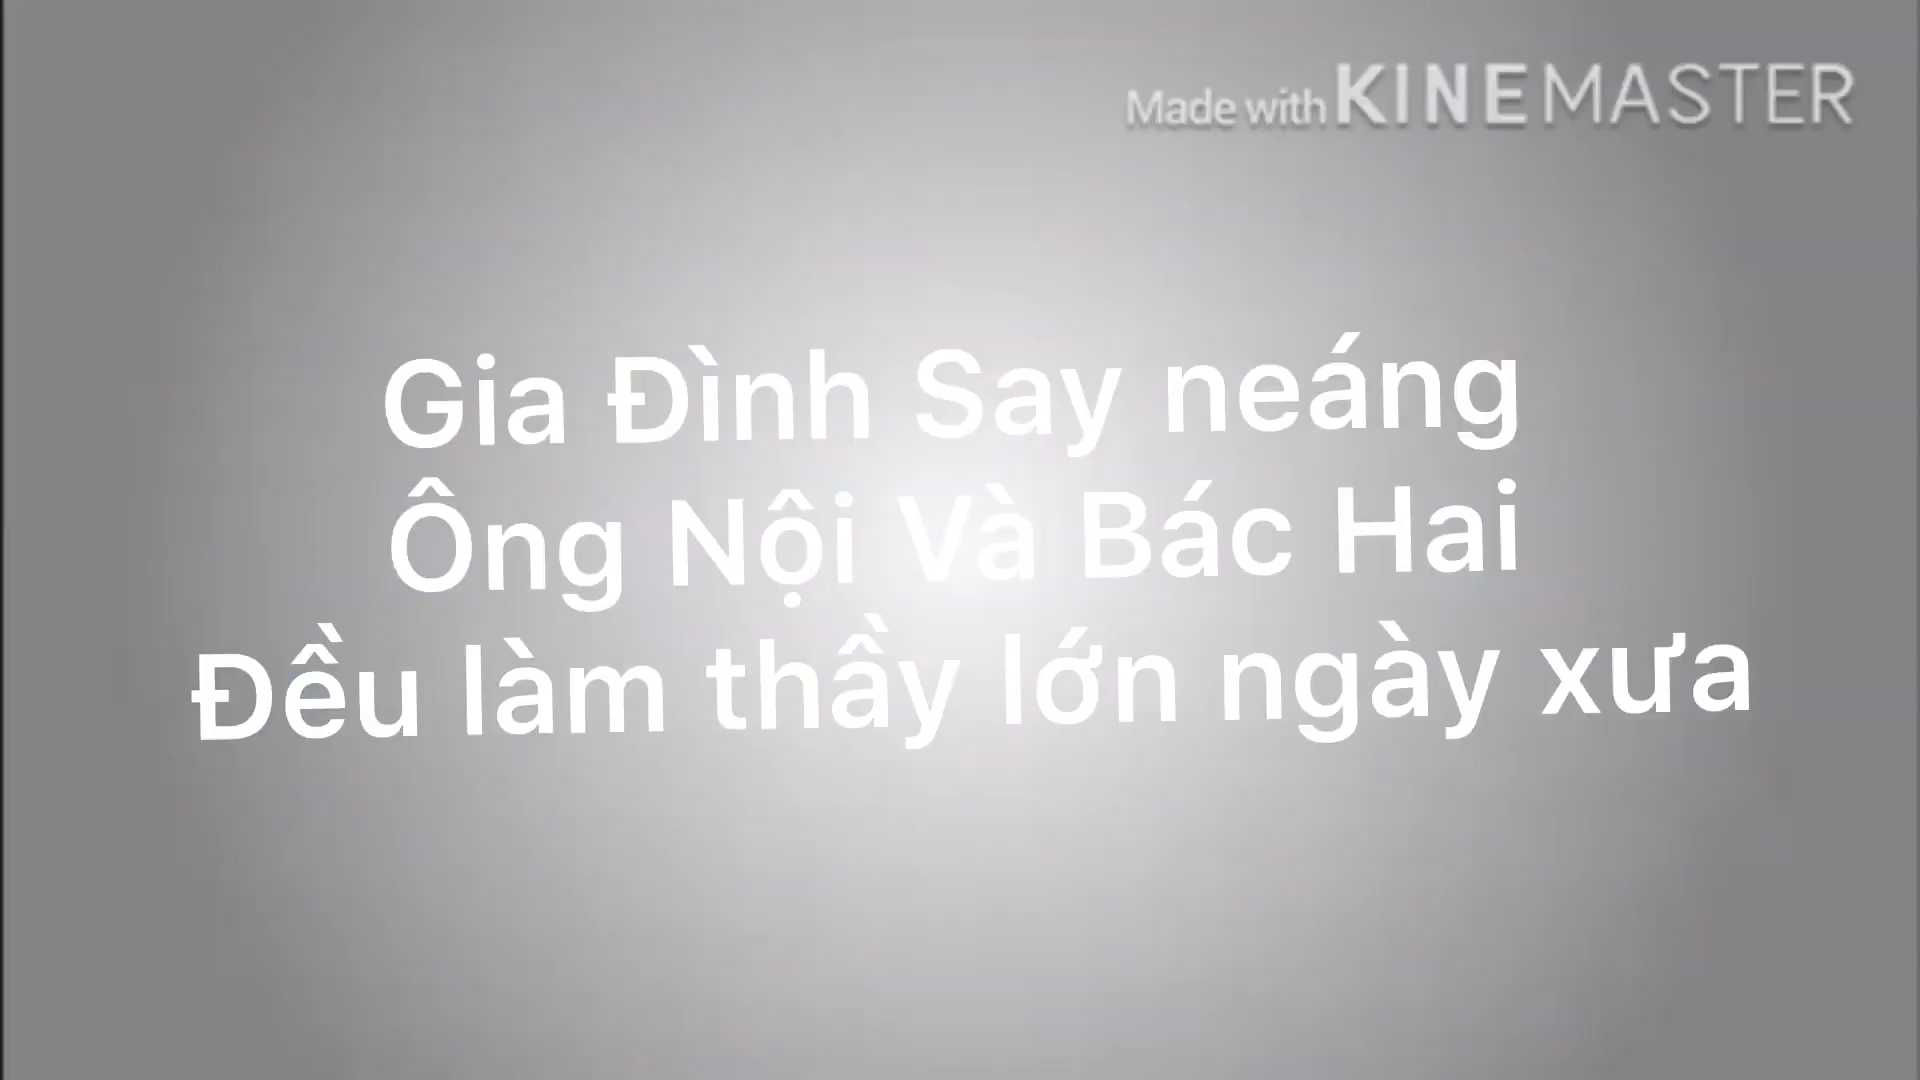 Made with KINEMASTER
Gia Đình Say neáng
Ông Nội Và Bác Hai
Đều làm thầy lớn ngày xưa